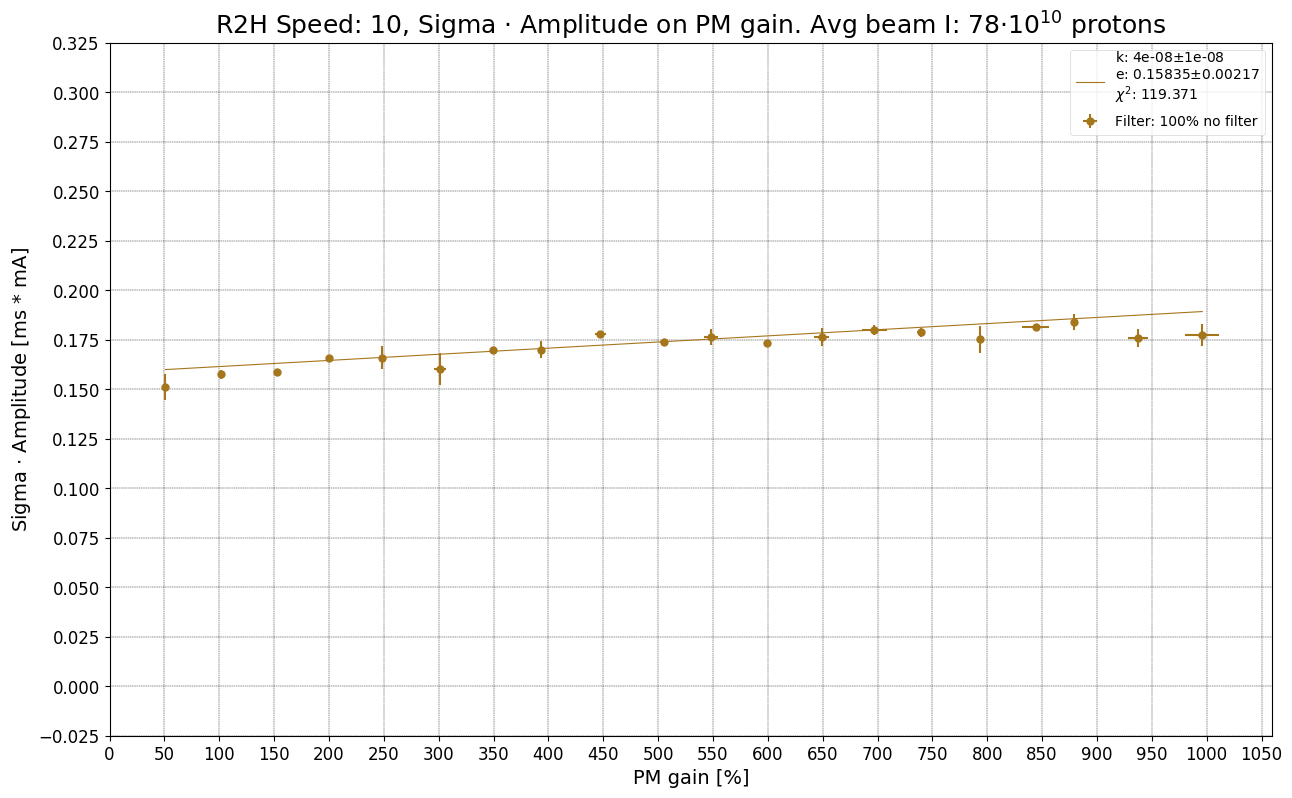 R2H Speed: 10, Sigma · Amplitude on PM gain. Avg beam I: 78·10^10 protons
k: 4e-08±1e-08
e: 0.15835±0.00217
χ²: 119.371
Filter: 100% no filter
Sigma · Amplitude [ms * mA]
0.325
0.300
0.275
0.250
0.225
0.200
0.175
0.150
0.125
0.100
0.075
0.050
0.025
0.000
−0.025
0 50 100 150 200 250 300 350 400 450 500 550 600 650 700 750 800 850 900 950 1000 1050
PM gain [%]